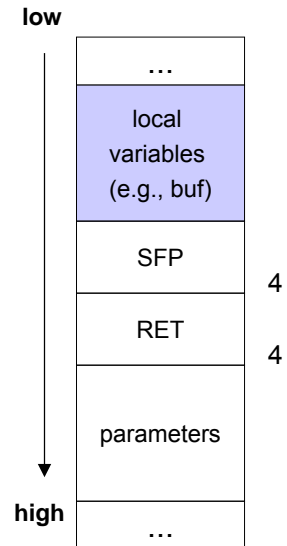 low
...
local
variables
(e.g., buf)
SFP
4
RET
4
parameters
high
...